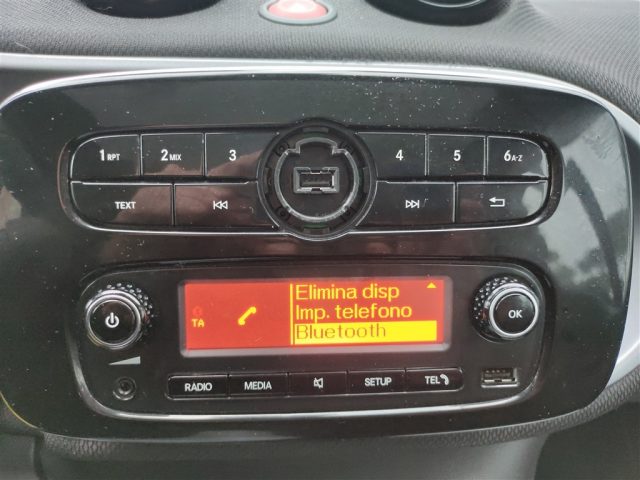 1 RPT 2 MIX 3 4 5 6 A-Z
TEXT
Elimina disp
Imp. telefono
Bluetooth
TA
OK
RADIO MEDIA SETUP TEL